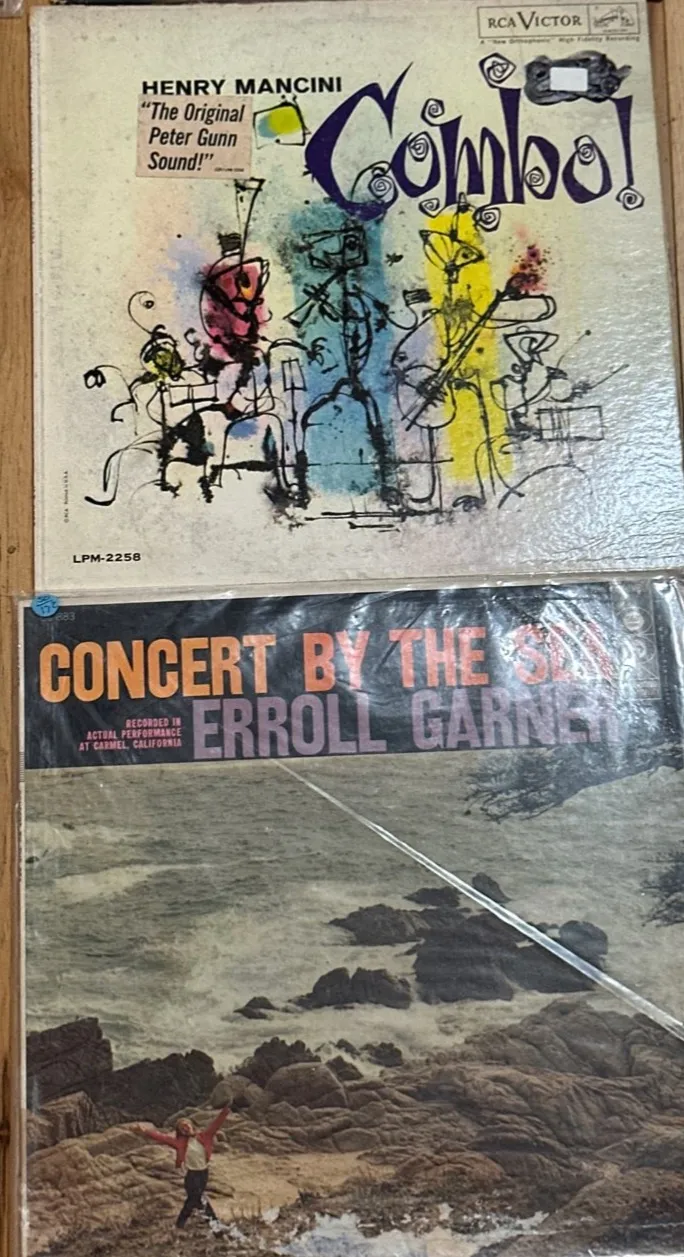 RCA VICTOR
A "New Orthophonic" High Fidelity Recording
HENRY MANCINI
Combo!
"The Original
Peter Gunn
Sound!"
LPM-2258
CONCERT BY THE SEA
ERROLL GARNER
RECORDED IN
ACTUAL PERFORMANCE
AT CARMEL, CALIFORNIA